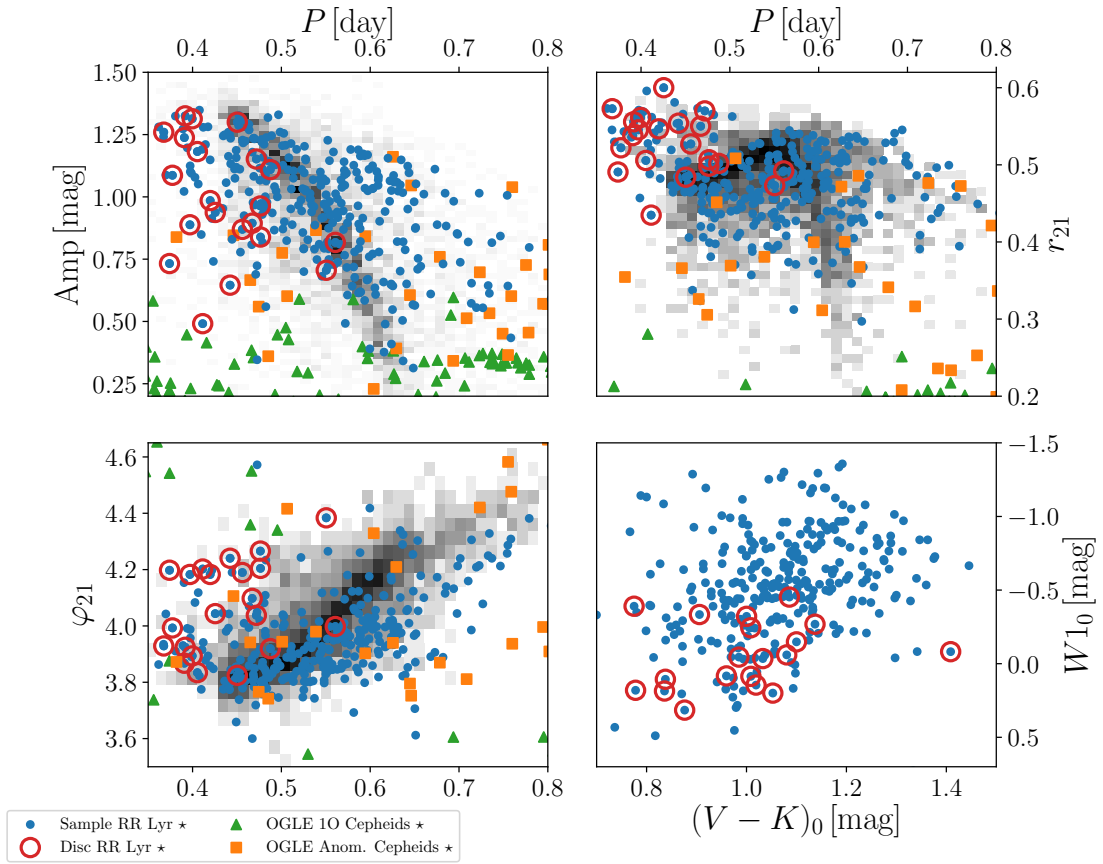 P [day] P [day]
0.4 0.5 0.6 0.7 0.8 0.4 0.5 0.6 0.7 0.8
1.50
1.25
1.00
0.75
0.50
0.25
Amp [mag]
0.6
0.5
0.4
0.3
0.2
r21
4.6
4.4
4.2
4.0
3.8
3.6
φ21
−1.5
−1.0
−0.5
0.0
0.5
W1₀ [mag]
0.4 0.5 0.6 0.7 0.8 0.8 1.0 1.2 1.4
(V − K)₀ [mag]
Sample RR Lyr ⋆ OGLE 1O Cepheids ⋆
Disc RR Lyr ⋆ OGLE Anom. Cepheids ⋆